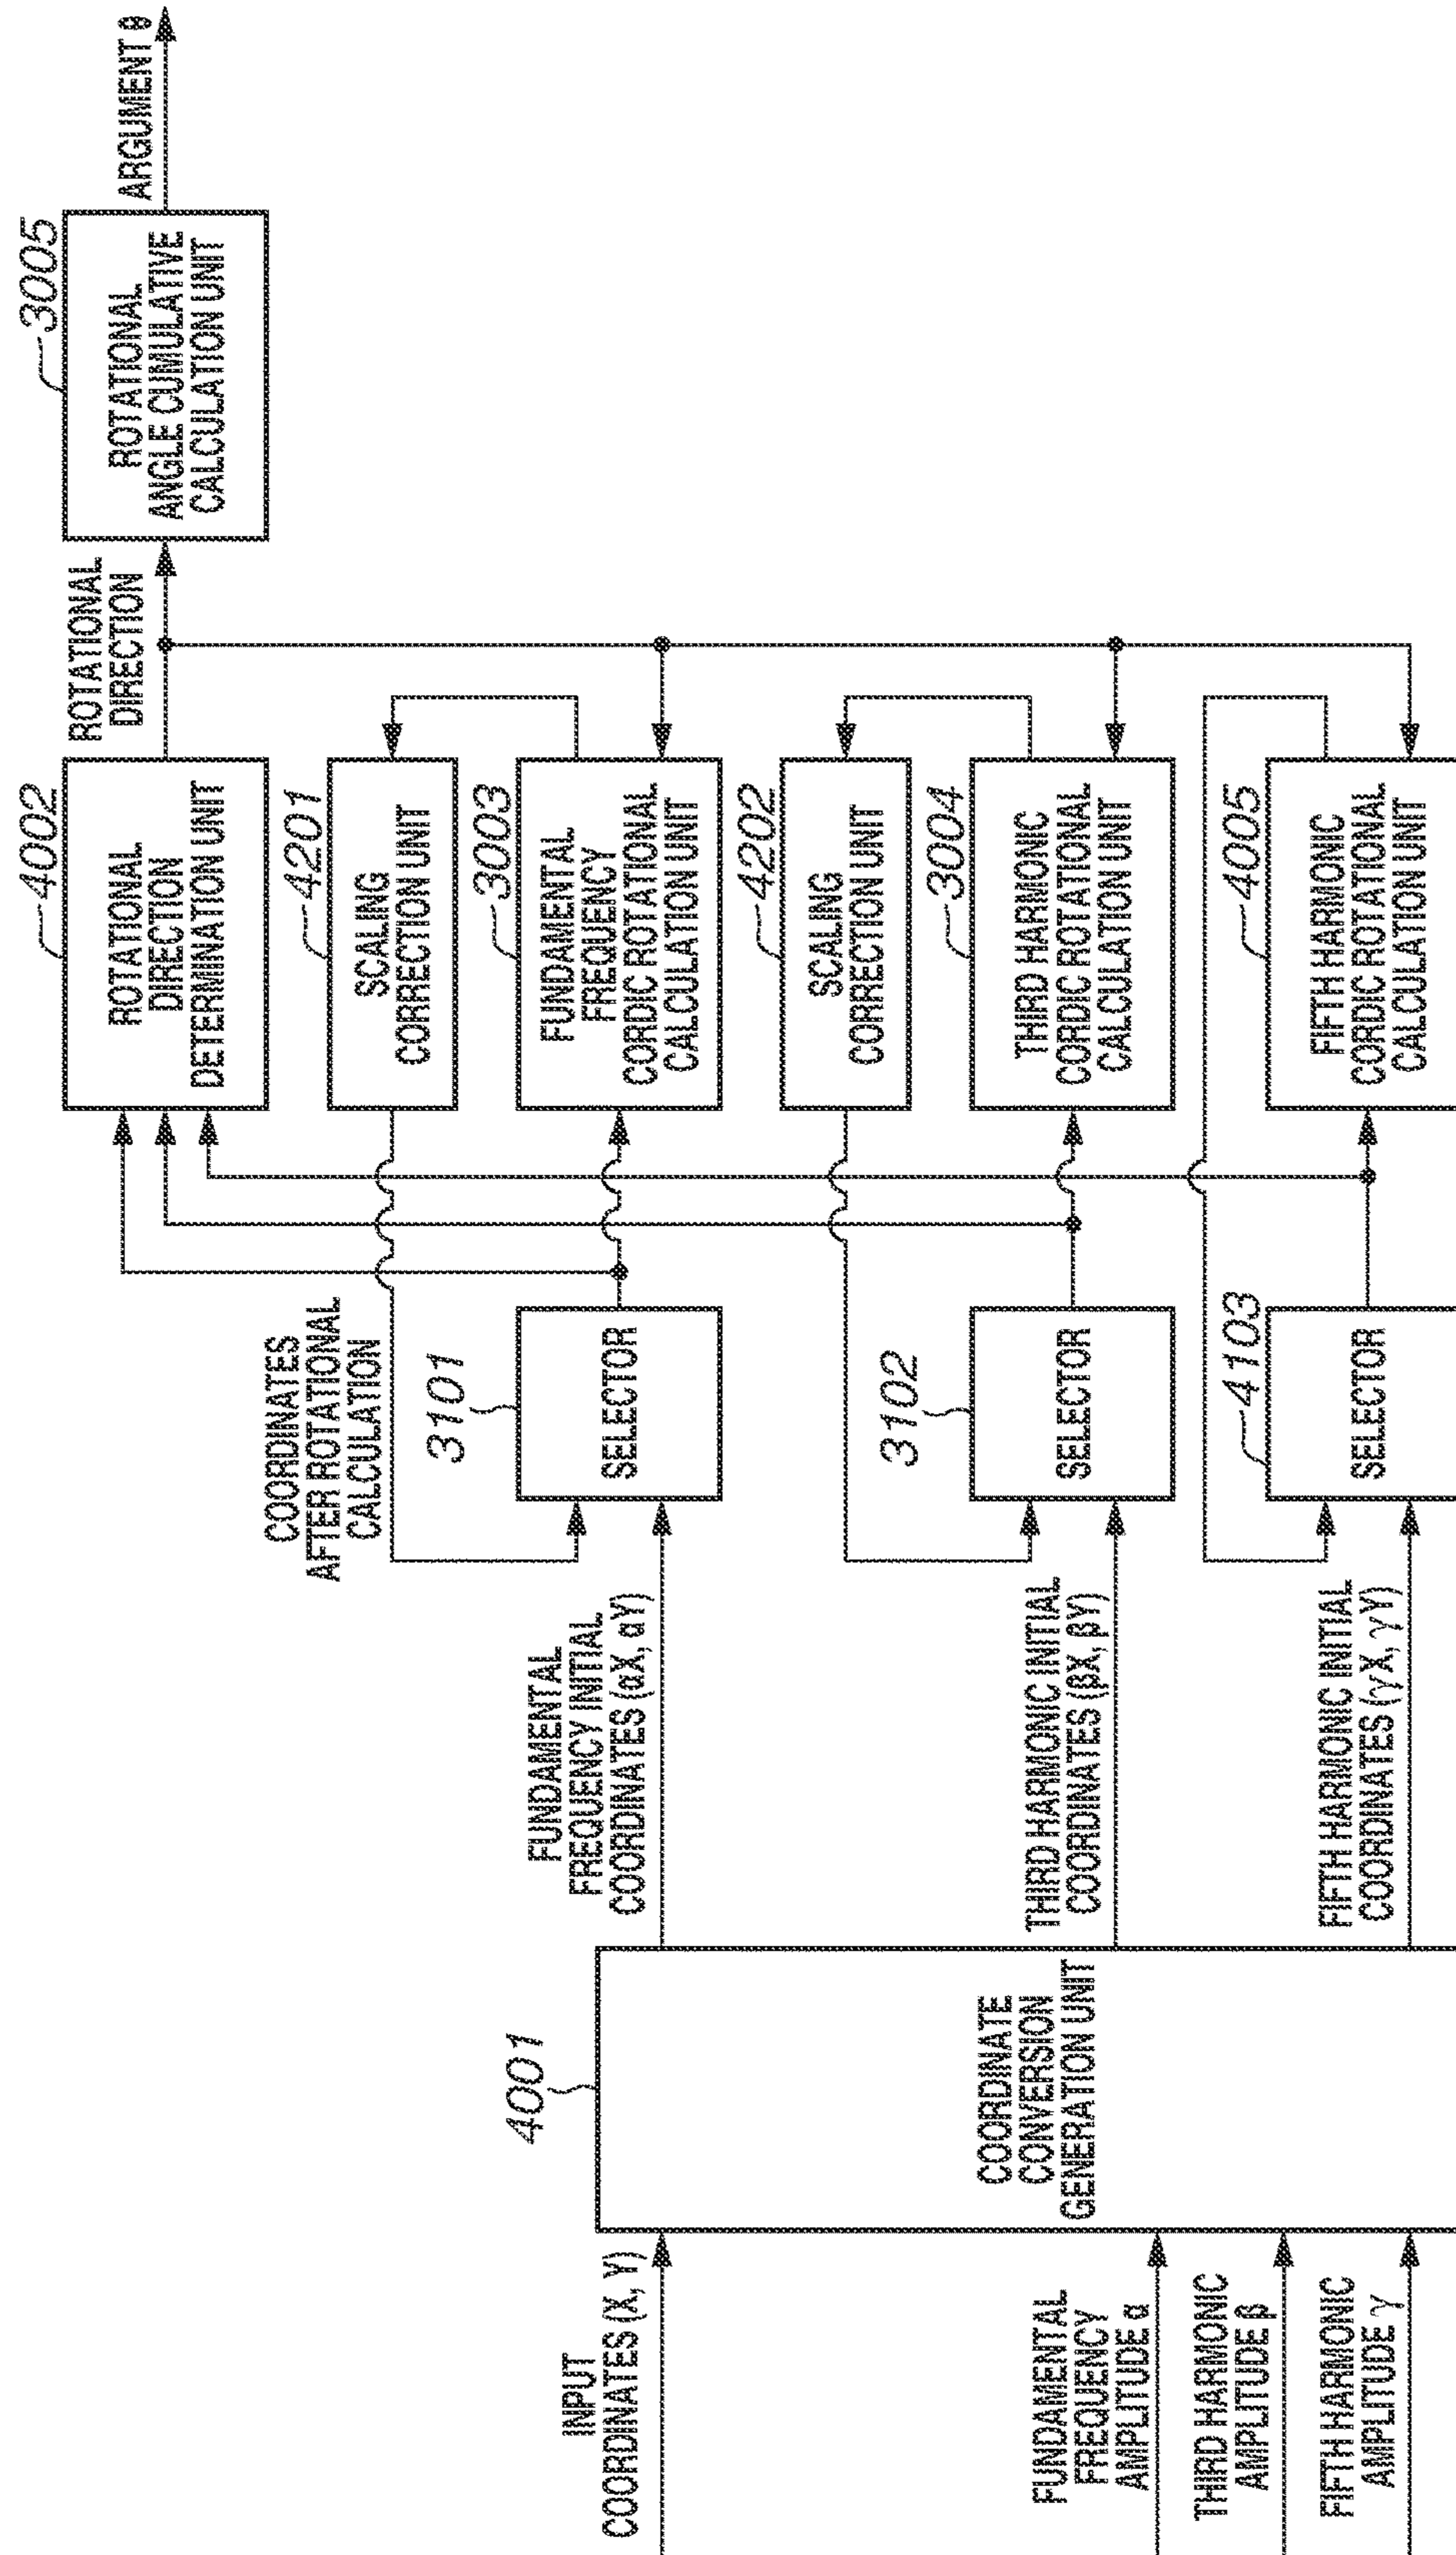 INPUT
COORDINATES (X, Y)
FUNDAMENTAL
FREQUENCY
AMPLITUDE α
THIRD HARMONIC
AMPLITUDE β
FIFTH HARMONIC
AMPLITUDE γ
4001
COORDINATE
CONVERSION
GENERATION UNIT
FUNDAMENTAL
FREQUENCY INITIAL
COORDINATES (αX, αY)
THIRD HARMONIC INITIAL
COORDINATES (βX, βY)
FIFTH HARMONIC INITIAL
COORDINATES (γX, γY)
COORDINATES
AFTER ROTATIONAL
CALCULATION
3101
SELECTOR
3102
SELECTOR
4103
SELECTOR
4002
ROTATIONAL
DIRECTION
DETERMINATION UNIT
4201
SCALING
CORRECTION UNIT
3003
FUNDAMENTAL
FREQUENCY
CORDIC ROTATIONAL
CALCULATION UNIT
4202
SCALING
CORRECTION UNIT
3004
THIRD HARMONIC
CORDIC ROTATIONAL
CALCULATION UNIT
4005
FIFTH HARMONIC
CORDIC ROTATIONAL
CALCULATION UNIT
ROTATIONAL
DIRECTION
3005
ROTATIONAL
ANGLE CUMULATIVE
CALCULATION UNIT
ARGUMENT θ